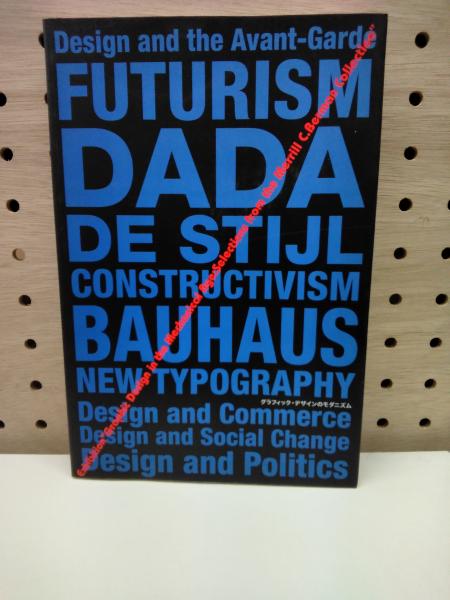 Design and the Avant-Garde
FUTURISM
DADA
DE STIJL
CONSTRUCTIVISM
BAUHAUS
NEW TYPOGRAPHY
グラフィック・デザインのモダニズム
Design and Commerce
Design and Social Change
Design and Politics
Exhibition Graphic Design in the Mechanical Age:Selections from the Merrill C.Berman Collection"